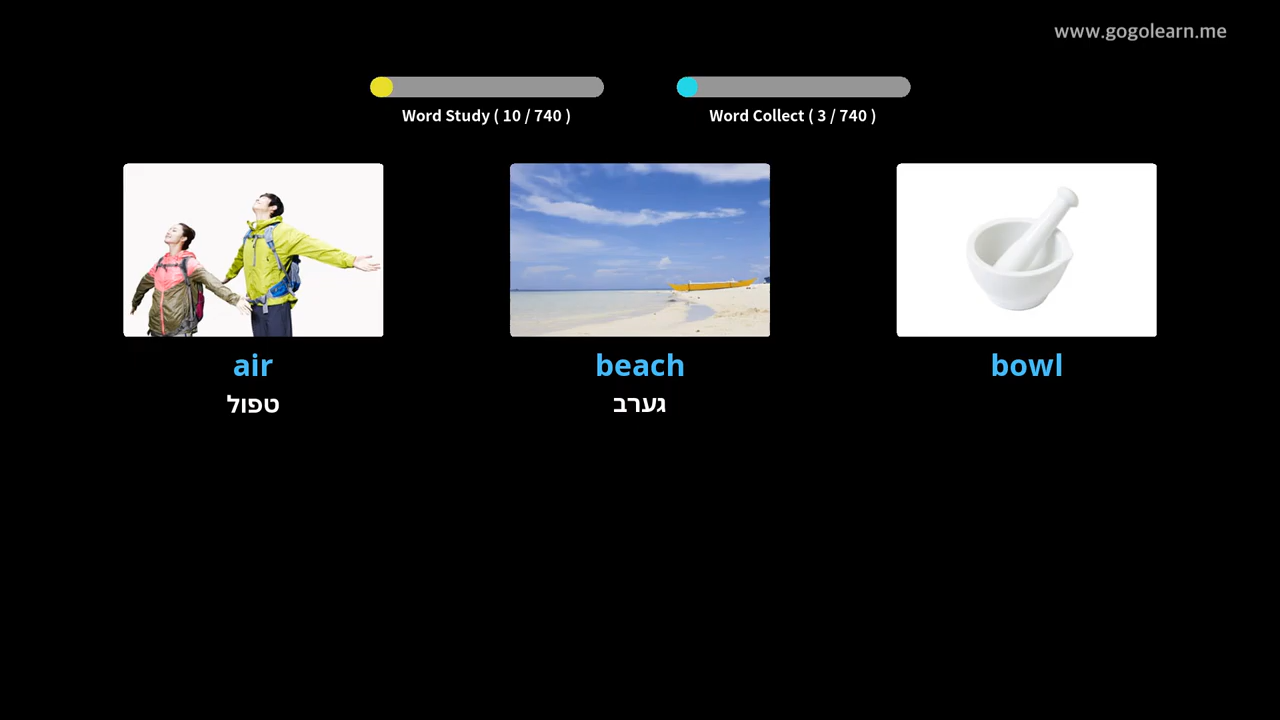 www.gogolearn.me
Word Study ( 10 / 740 )
Word Collect ( 3 / 740 )
air
beach
bowl
טפול
גערב